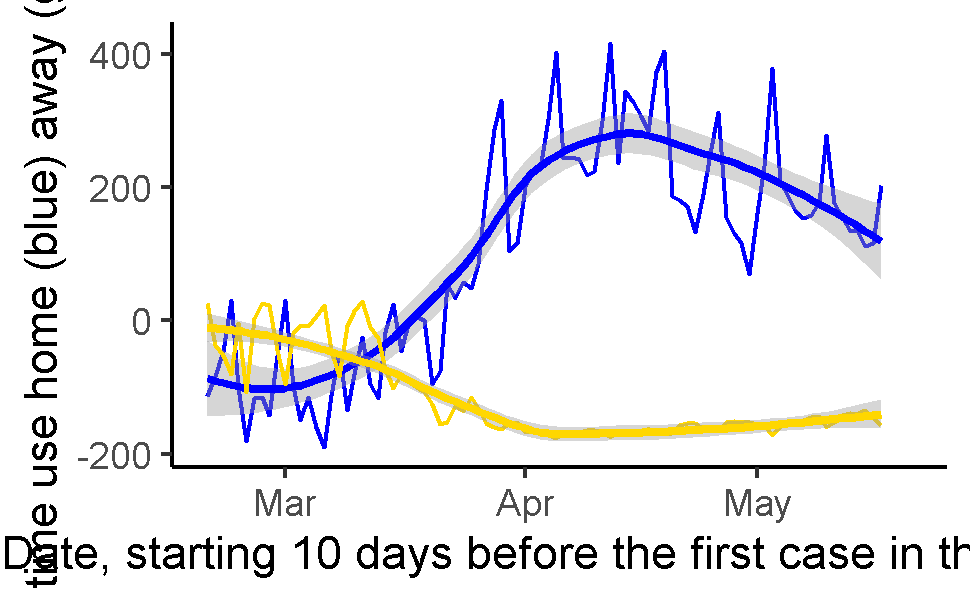 time use home (blue) away (
400
200
0
-200
Mar Apr May
Date, starting 10 days before the first case in th